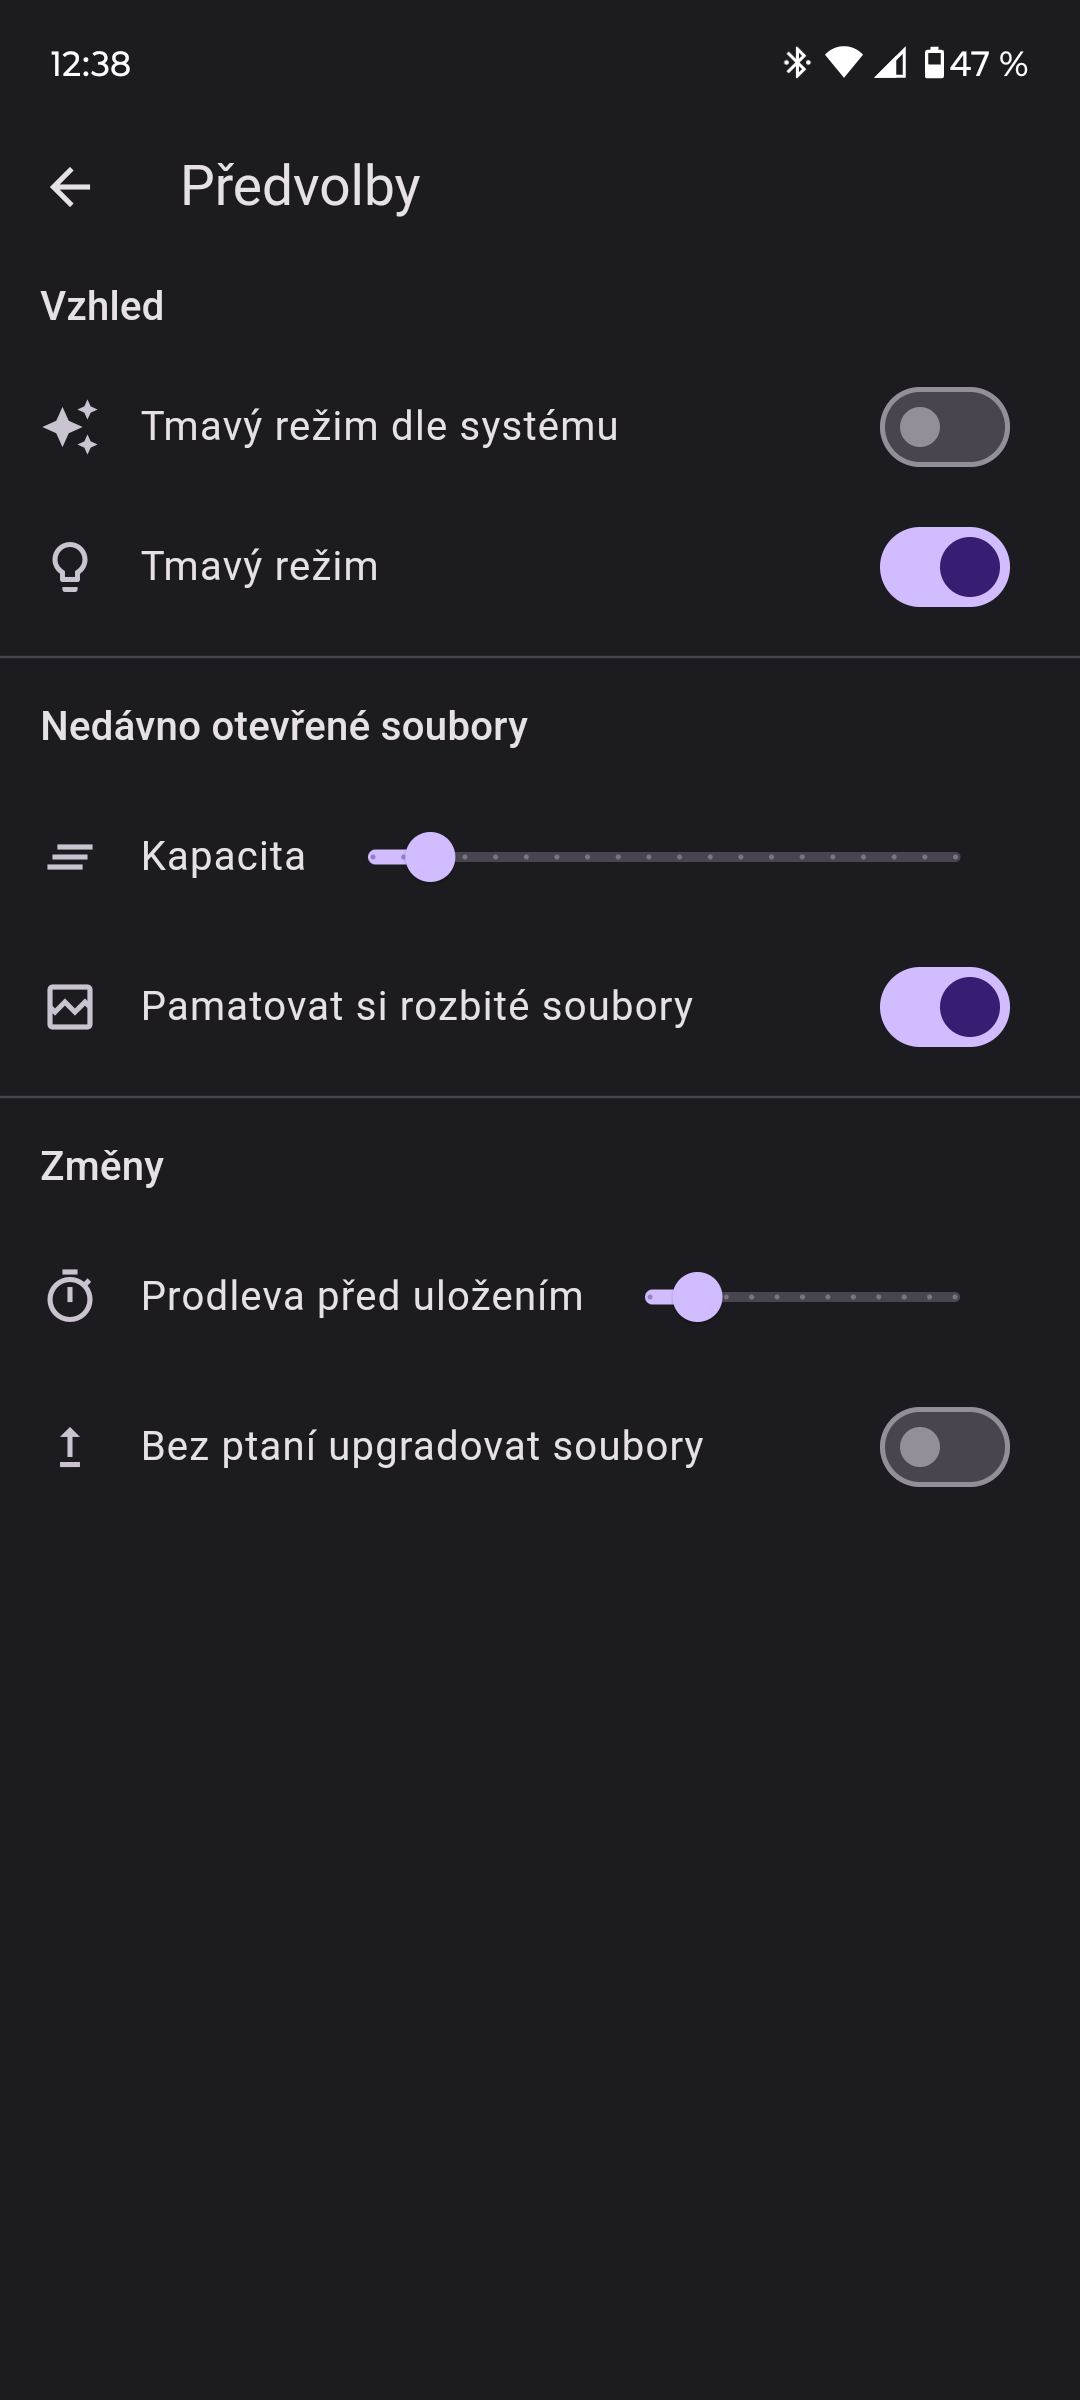 12:38
47 %
Předvolby
Vzhled
Tmavý režim dle systému
Tmavý režim
Nedávno otevřené soubory
Kapacita
Pamatovat si rozbité soubory
Změny
Prodleva před uložením
Bez ptaní upgradovat soubory